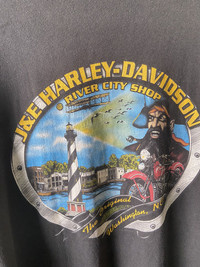 J&E HARLEY-DAVIDSON
@ RIVER CITY SHOP
The Original
Washington, N.